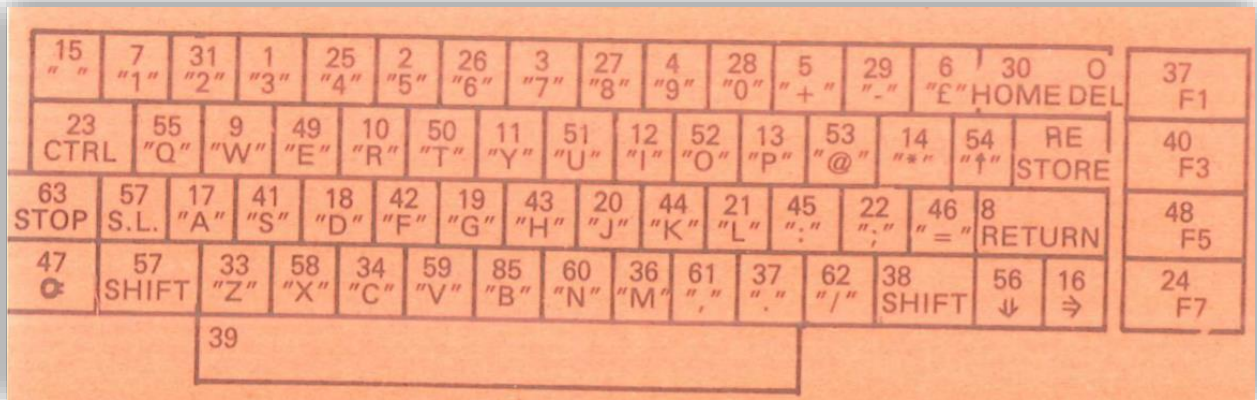 15 7 31 1 25 2 26 3 27 4 28 5 29 6 30 0 37
" " "1" "2" "3" "4" "5" "6" "7" "8" "9" "0" "+" "-" "£" HOME DEL F1
23 55 9 49 10 50 11 51 12 52 13 53 14 54 RE 40
CTRL "Q" "W" "E" "R" "T" "Y" "U" "I" "O" "P" "@" "*" "↑" STORE F3
63 57 17 41 18 42 19 43 20 44 21 45 22 46 8 48
STOP S.L. "A" "S" "D" "F" "G" "H" "J" "K" "L" ":" ";" "=" RETURN F5
47 57 33 58 34 59 85 60 36 61 37 62 38 56 16 24
SHIFT "Z" "X" "C" "V" "B" "N" "M" "," "." "/" SHIFT ⇓ ⇒ F7
39